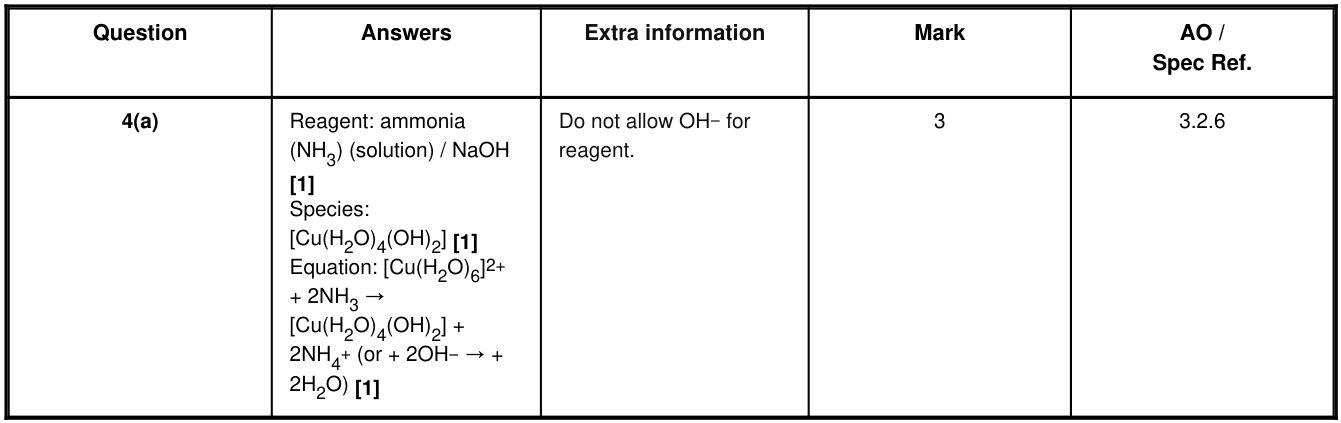 Question Answers Extra information Mark AO /
Spec Ref.
4(a) Reagent: ammonia Do not allow OH– for 3 3.2.6
(NH3) (solution) / NaOH reagent.
[1]
Species:
[Cu(H2O)4(OH)2] [1]
Equation: [Cu(H2O)6]2+
+ 2NH3 →
[Cu(H2O)4(OH)2] +
2NH4+ (or + 2OH– → +
2H2O) [1]